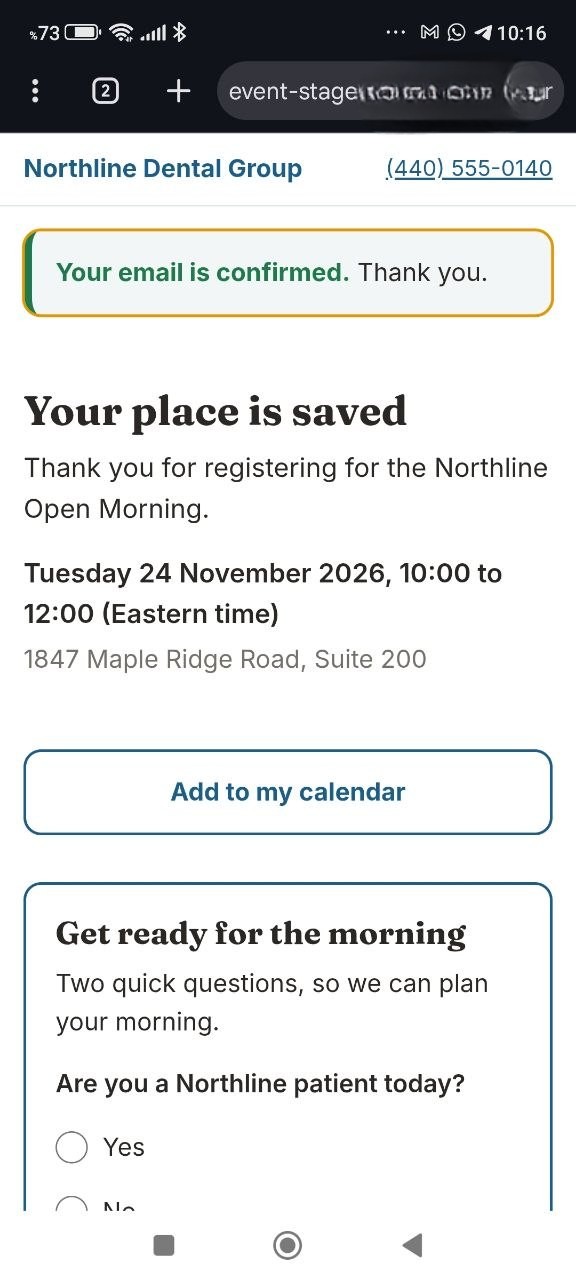 %73
10:16
2
event-stage
Northline Dental Group
(440) 555-0140
Your email is confirmed. Thank you.
Your place is saved
Thank you for registering for the Northline
Open Morning.
Tuesday 24 November 2026, 10:00 to
12:00 (Eastern time)
1847 Maple Ridge Road, Suite 200
Add to my calendar
Get ready for the morning
Two quick questions, so we can plan
your morning.
Are you a Northline patient today?
Yes